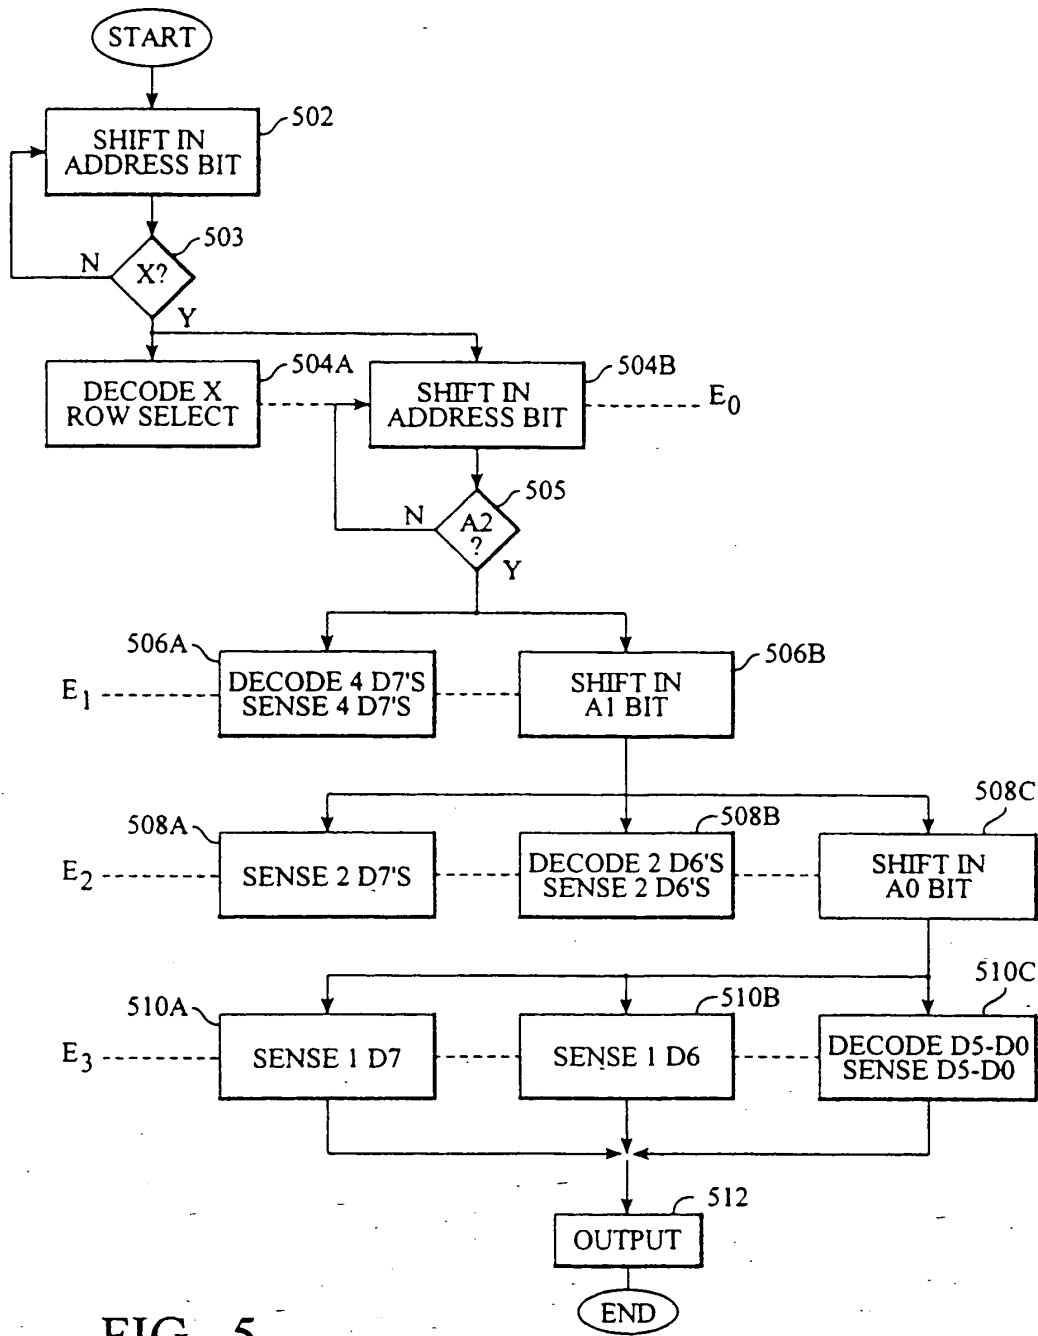 START
502
SHIFT IN
ADDRESS BIT
503
X?
N
Y
504A
DECODE X
ROW SELECT
504B
SHIFT IN
ADDRESS BIT
E0
505
A2
?
N
Y
506A
DECODE 4 D7'S
SENSE 4 D7'S
506B
SHIFT IN
A1 BIT
E1
508A
SENSE 2 D7'S
508B
DECODE 2 D6'S
SENSE 2 D6'S
508C
SHIFT IN
A0 BIT
E2
510A
SENSE 1 D7
510B
SENSE 1 D6
510C
DECODE D5-D0
SENSE D5-D0
E3
512
OUTPUT
END
FIG. 5